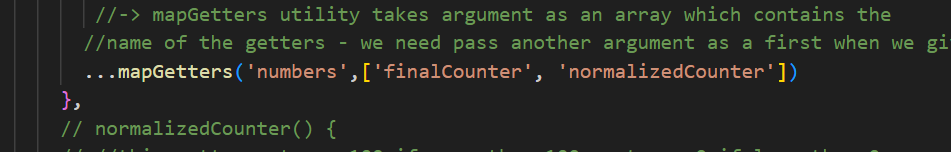 //-> mapGetters utility takes argument as an array which contains the
//name of the getters - we need pass another argument as a first when we gi
...mapGetters('numbers',['finalCounter', 'normalizedCounter'])
},
// normalizedCounter() {